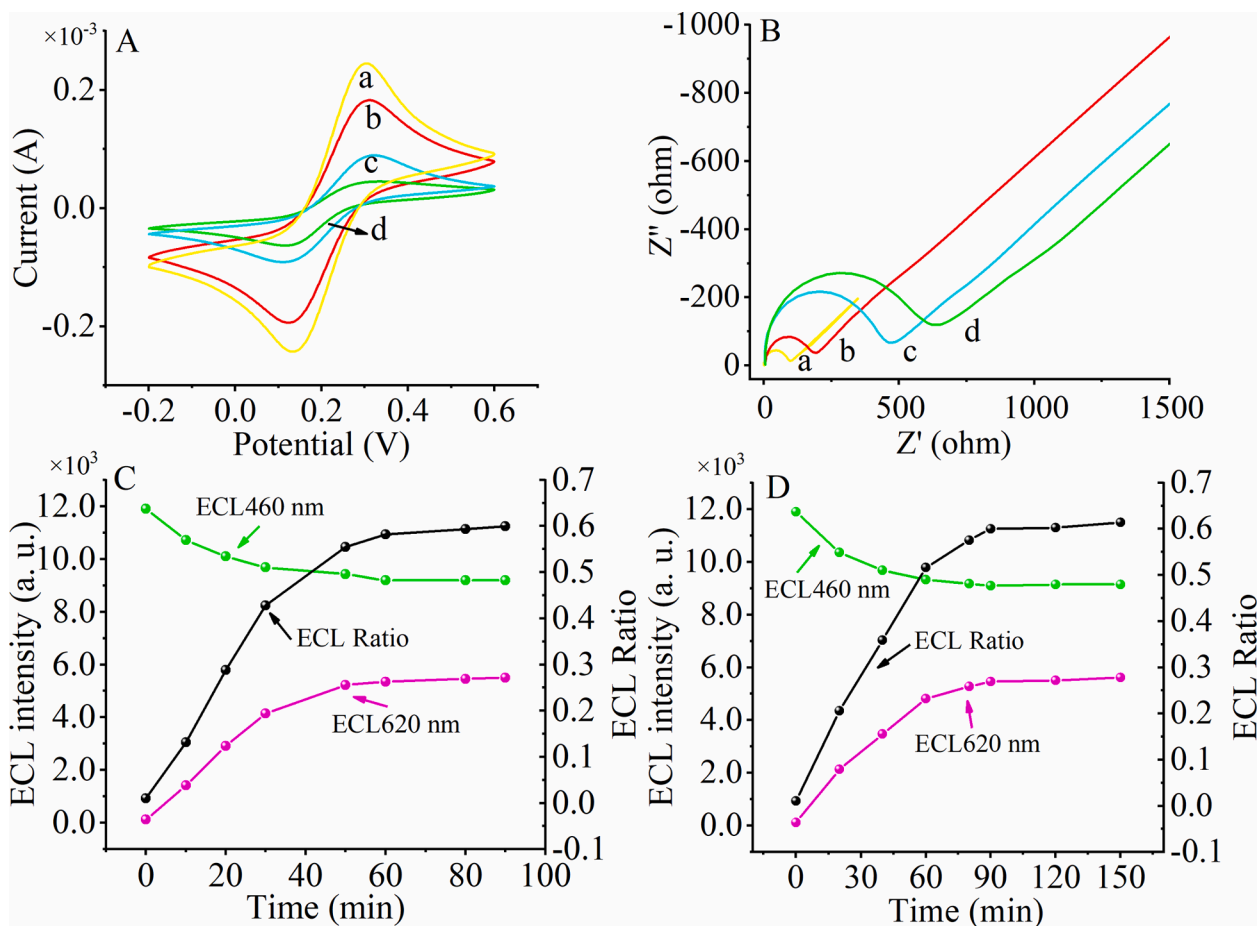 ×10⁻³
A
0.2
0.0
-0.2
a
b
c
d
-0.2 0.0 0.2 0.4 0.6
Potential (V)
Current (A)
B
-1000
-800
-600
-400
-200
0
a b c d
0 500 1000 1500
Z' (ohm)
Z'' (ohm)
×10³
C
12.0
10.0
8.0
6.0
4.0
2.0
0.0
ECL intensity (a. u.)
ECL460 nm
ECL Ratio
ECL620 nm
0.7
0.6
0.5
0.4
0.3
0.2
0.1
0.0
-0.1
ECL Ratio
0 20 40 60 80 100
Time (min)
×10³
D
12.0
10.0
8.0
6.0
4.0
2.0
0.0
ECL intensity (a. u.)
ECL460 nm
ECL Ratio
ECL620 nm
0.7
0.6
0.5
0.4
0.3
0.2
0.1
0.0
-0.1
ECL Ratio
0 30 60 90 120 150
Time (min)